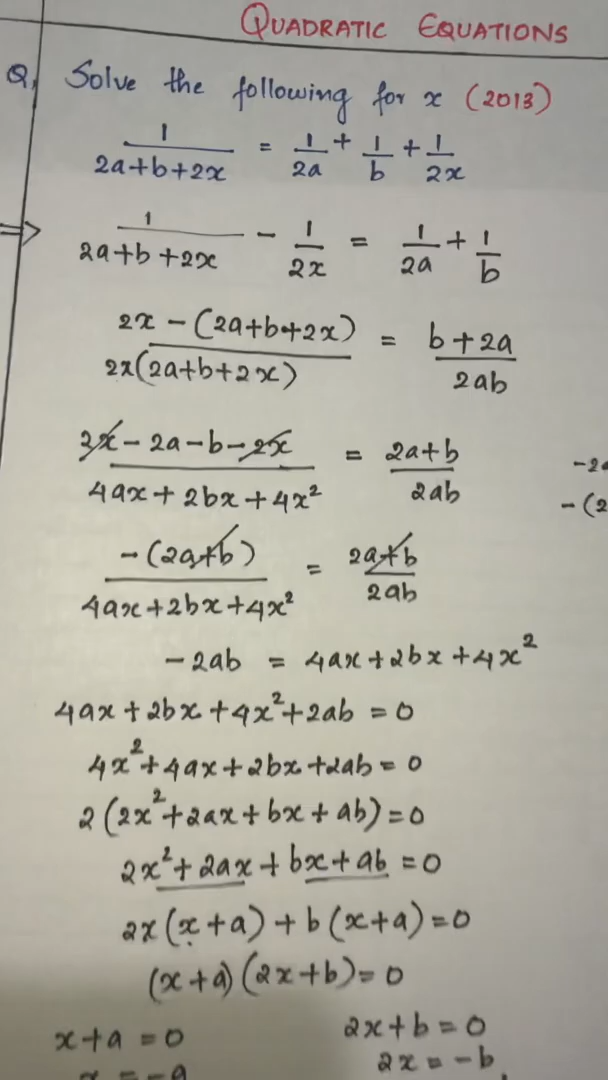 QUADRATIC EQUATIONS
Q. Solve the following for x (2013)
1/(2a+b+2x) = 1/2a + 1/b + 1/2x
⇒ 1/(2a+b+2x) - 1/2x = 1/2a + 1/b
(2x - (2a+b+2x))/(2x(2a+b+2x)) = (b+2a)/2ab
(2x - 2a - b - 2x)/(4ax + 2bx + 4x²) = (2a+b)/2ab
-2a
-(2
-(2a+b)/(4ax+2bx+4x²) = (2a+b)/2ab
-2ab = 4ax+2bx+4x²
4ax+2bx+4x²+2ab = 0
4x²+4ax+2bx+2ab = 0
2(2x²+2ax+bx+ab) = 0
2x²+2ax+bx+ab = 0
2x(x+a)+b(x+a) = 0
(x+a)(2x+b) = 0
x+a = 0 2x+b = 0
x = -a 2x = -b